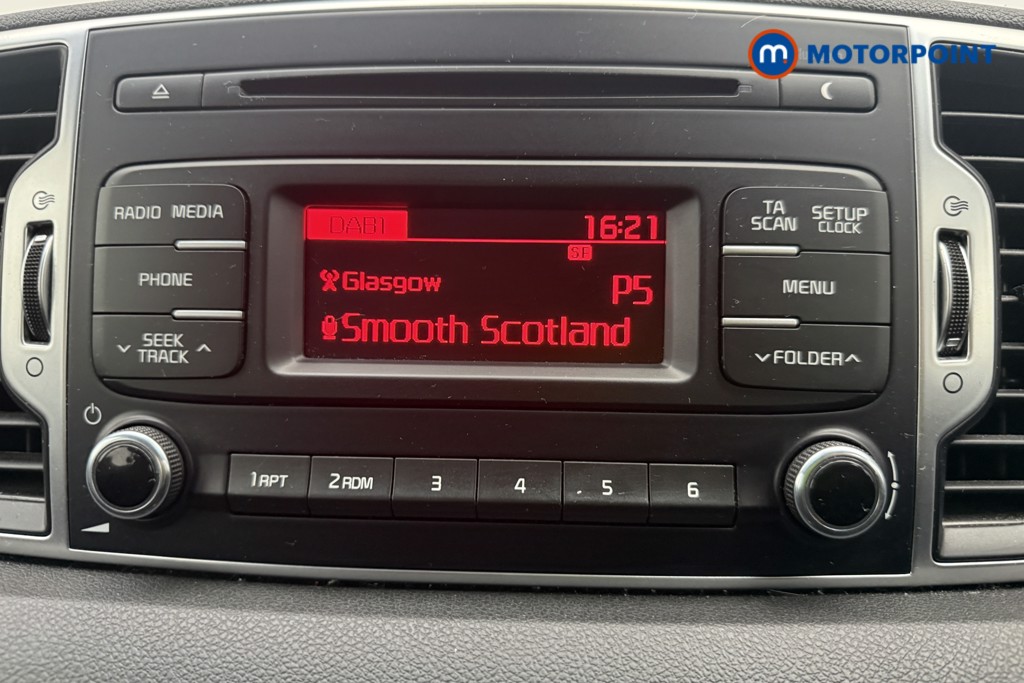 m MOTORPOINT
RADIO MEDIA
PHONE
SEEK
TRACK
DAB1
16:21
SF
Glasgow
P5
Smooth Scotland
TA
SCAN
SETUP
CLOCK
MENU
FOLDER
1 RPT
2 RDM
3
4
5
6